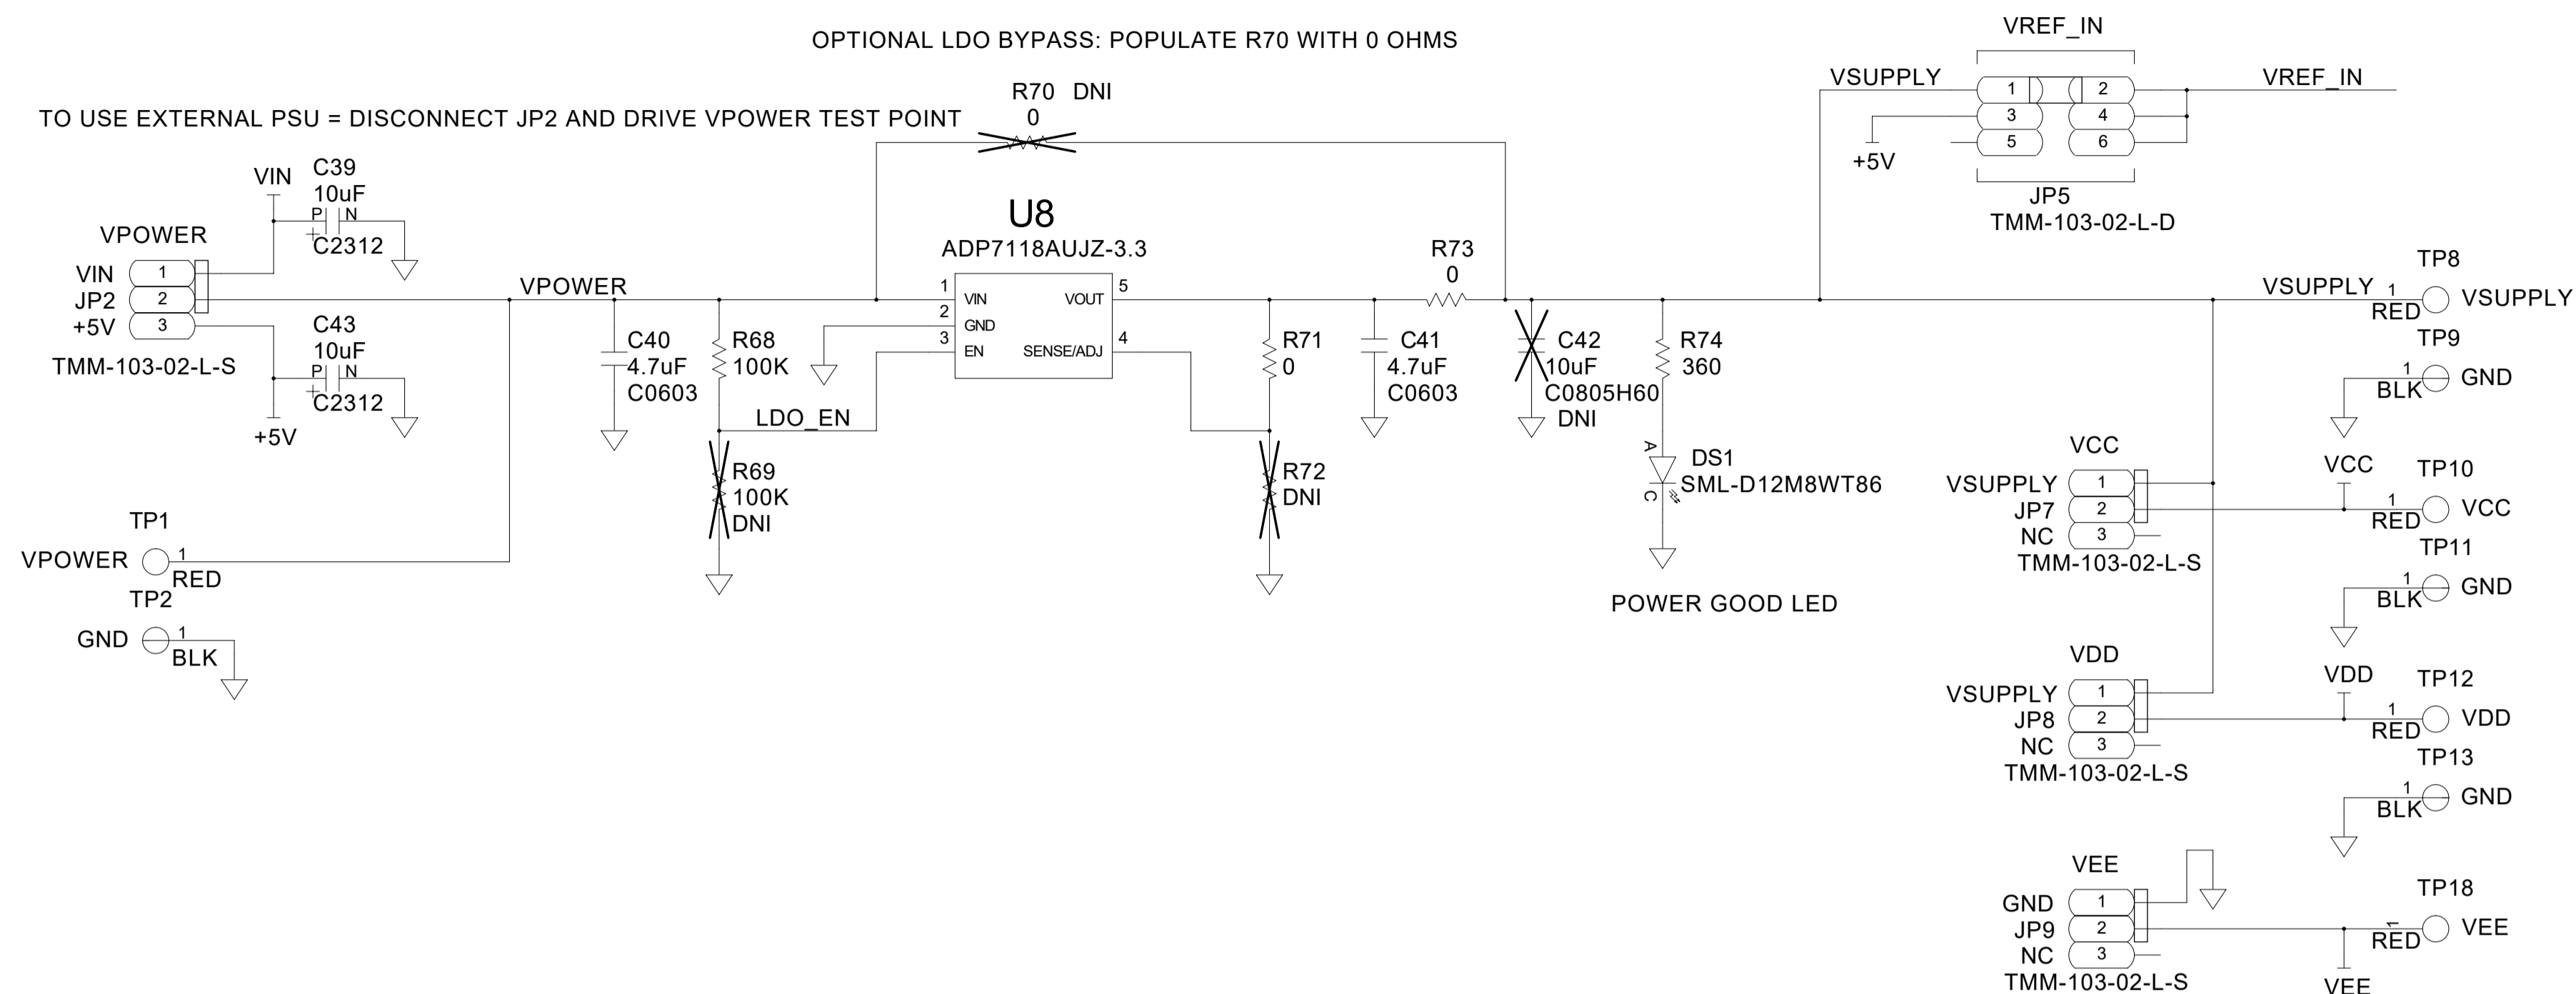 OPTIONAL LDO BYPASS: POPULATE R70 WITH 0 OHMS
TO USE EXTERNAL PSU = DISCONNECT JP2 AND DRIVE VPOWER TEST POINT
R70 DNI
0
VIN
C39
10uF
P N
+
C2312
VPOWER
VIN 1
JP2 2
+5V 3
TMM-103-02-L-S
C43
10uF
P N
+
C2312
+5V
TP1
VPOWER 1
RED
TP2
GND 1
BLK
VPOWER
C40
4.7uF
C0603
R68
100K
LDO_EN
R69
100K
DNI
U8
ADP7118AUJZ-3.3
1 VIN VOUT 5
2 GND
3 EN SENSE/ADJ 4
R71
0
R72
DNI
C41
4.7uF
C0603
R73
0
C42
10uF
C0805H60
DNI
R74
360
A
DS1
SML-D12M8WT86
C
POWER GOOD LED
VREF_IN
VSUPPLY 1 2 VREF_IN
3 4
5 6
+5V
JP5
TMM-103-02-L-D
TP8
VSUPPLY 1 VSUPPLY
RED
TP9
1 GND
BLK
VCC
VSUPPLY 1
JP7 2
NC 3
TMM-103-02-L-S
VCC
TP10
1 VCC
RED
TP11
1 GND
BLK
VDD
VSUPPLY 1
JP8 2
NC 3
TMM-103-02-L-S
VDD
TP12
1 VDD
RED
TP13
1 GND
BLK
VEE
GND 1
JP9 2
NC 3
TMM-103-02-L-S
TP18
1 VEE
RED
VEE